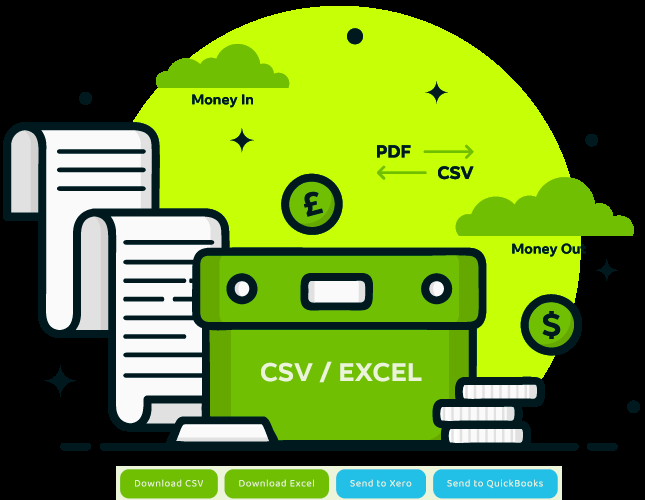 Money In
PDF
CSV
£
Money Out
$
CSV / EXCEL
Download CSV
Download Excel
Send to Xero
Send to QuickBooks